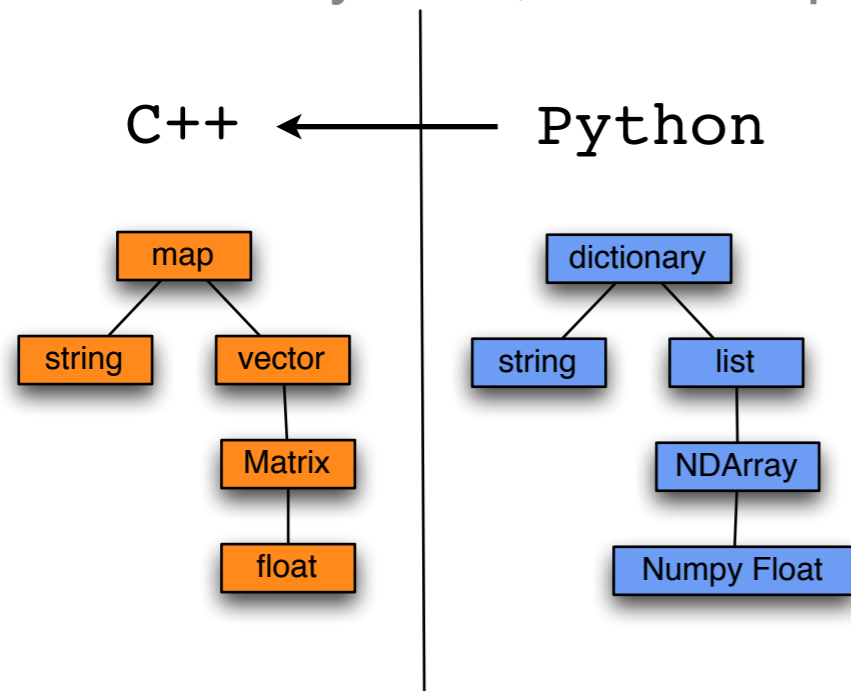 C++
Python
map
string
vector
Matrix
float
dictionary
string
list
NDArray
Numpy Float